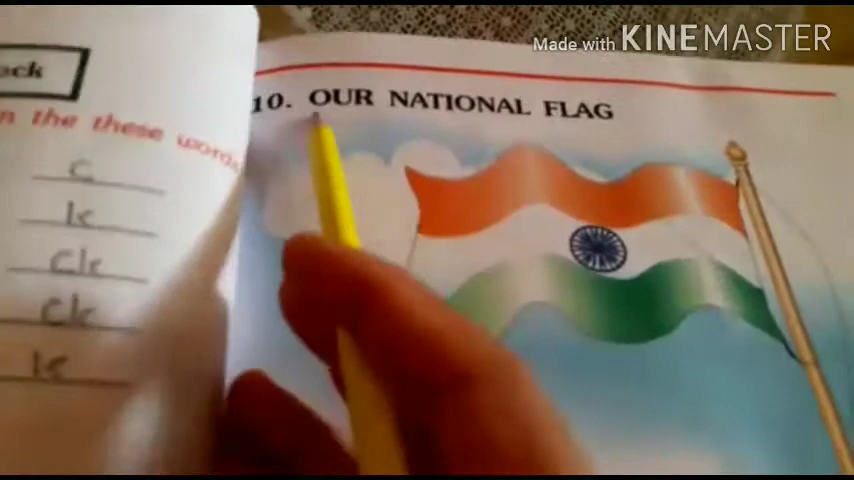 Made with KINEMASTER
ack
n the these words
c
k
ck
ck
k
10. OUR NATIONAL FLAG